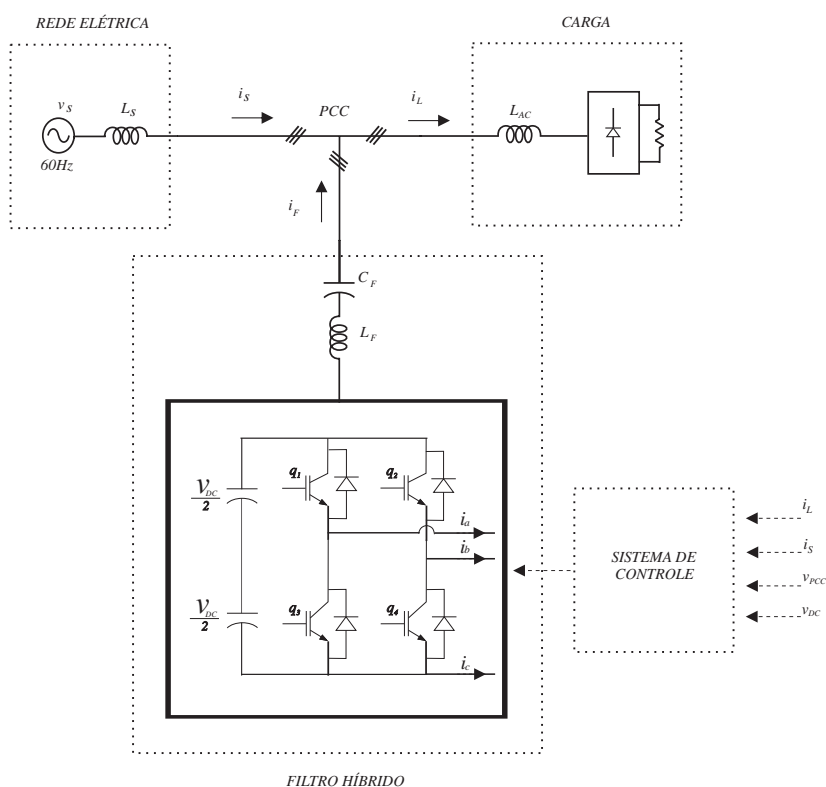 REDE ELÉTRICA
CARGA
v_S
L_S
i_S
PCC
i_L
L_AC
60Hz
i_F
C_F
L_F
V_DC/2
q_1
q_2
i_a
i_b
V_DC/2
q_3
q_4
i_c
SISTEMA DE
CONTROLE
i_L
i_S
v_PCC
v_DC
FILTRO HÍBRIDO